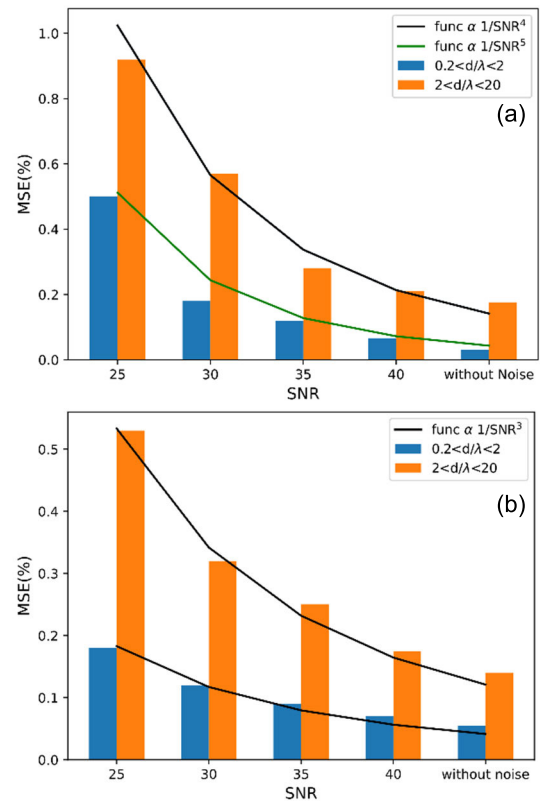 1.0
0.8
0.6
0.4
0.2
0.0
MSE(%)
func α 1/SNR⁴
func α 1/SNR⁵
0.2<d/λ<2
2<d/λ<20
(a)
25 30 35 40 without Noise
SNR
0.5
0.4
0.3
0.2
0.1
0.0
MSE(%)
func α 1/SNR³
0.2<d/λ<2
2<d/λ<20
(b)
25 30 35 40 without noise
SNR